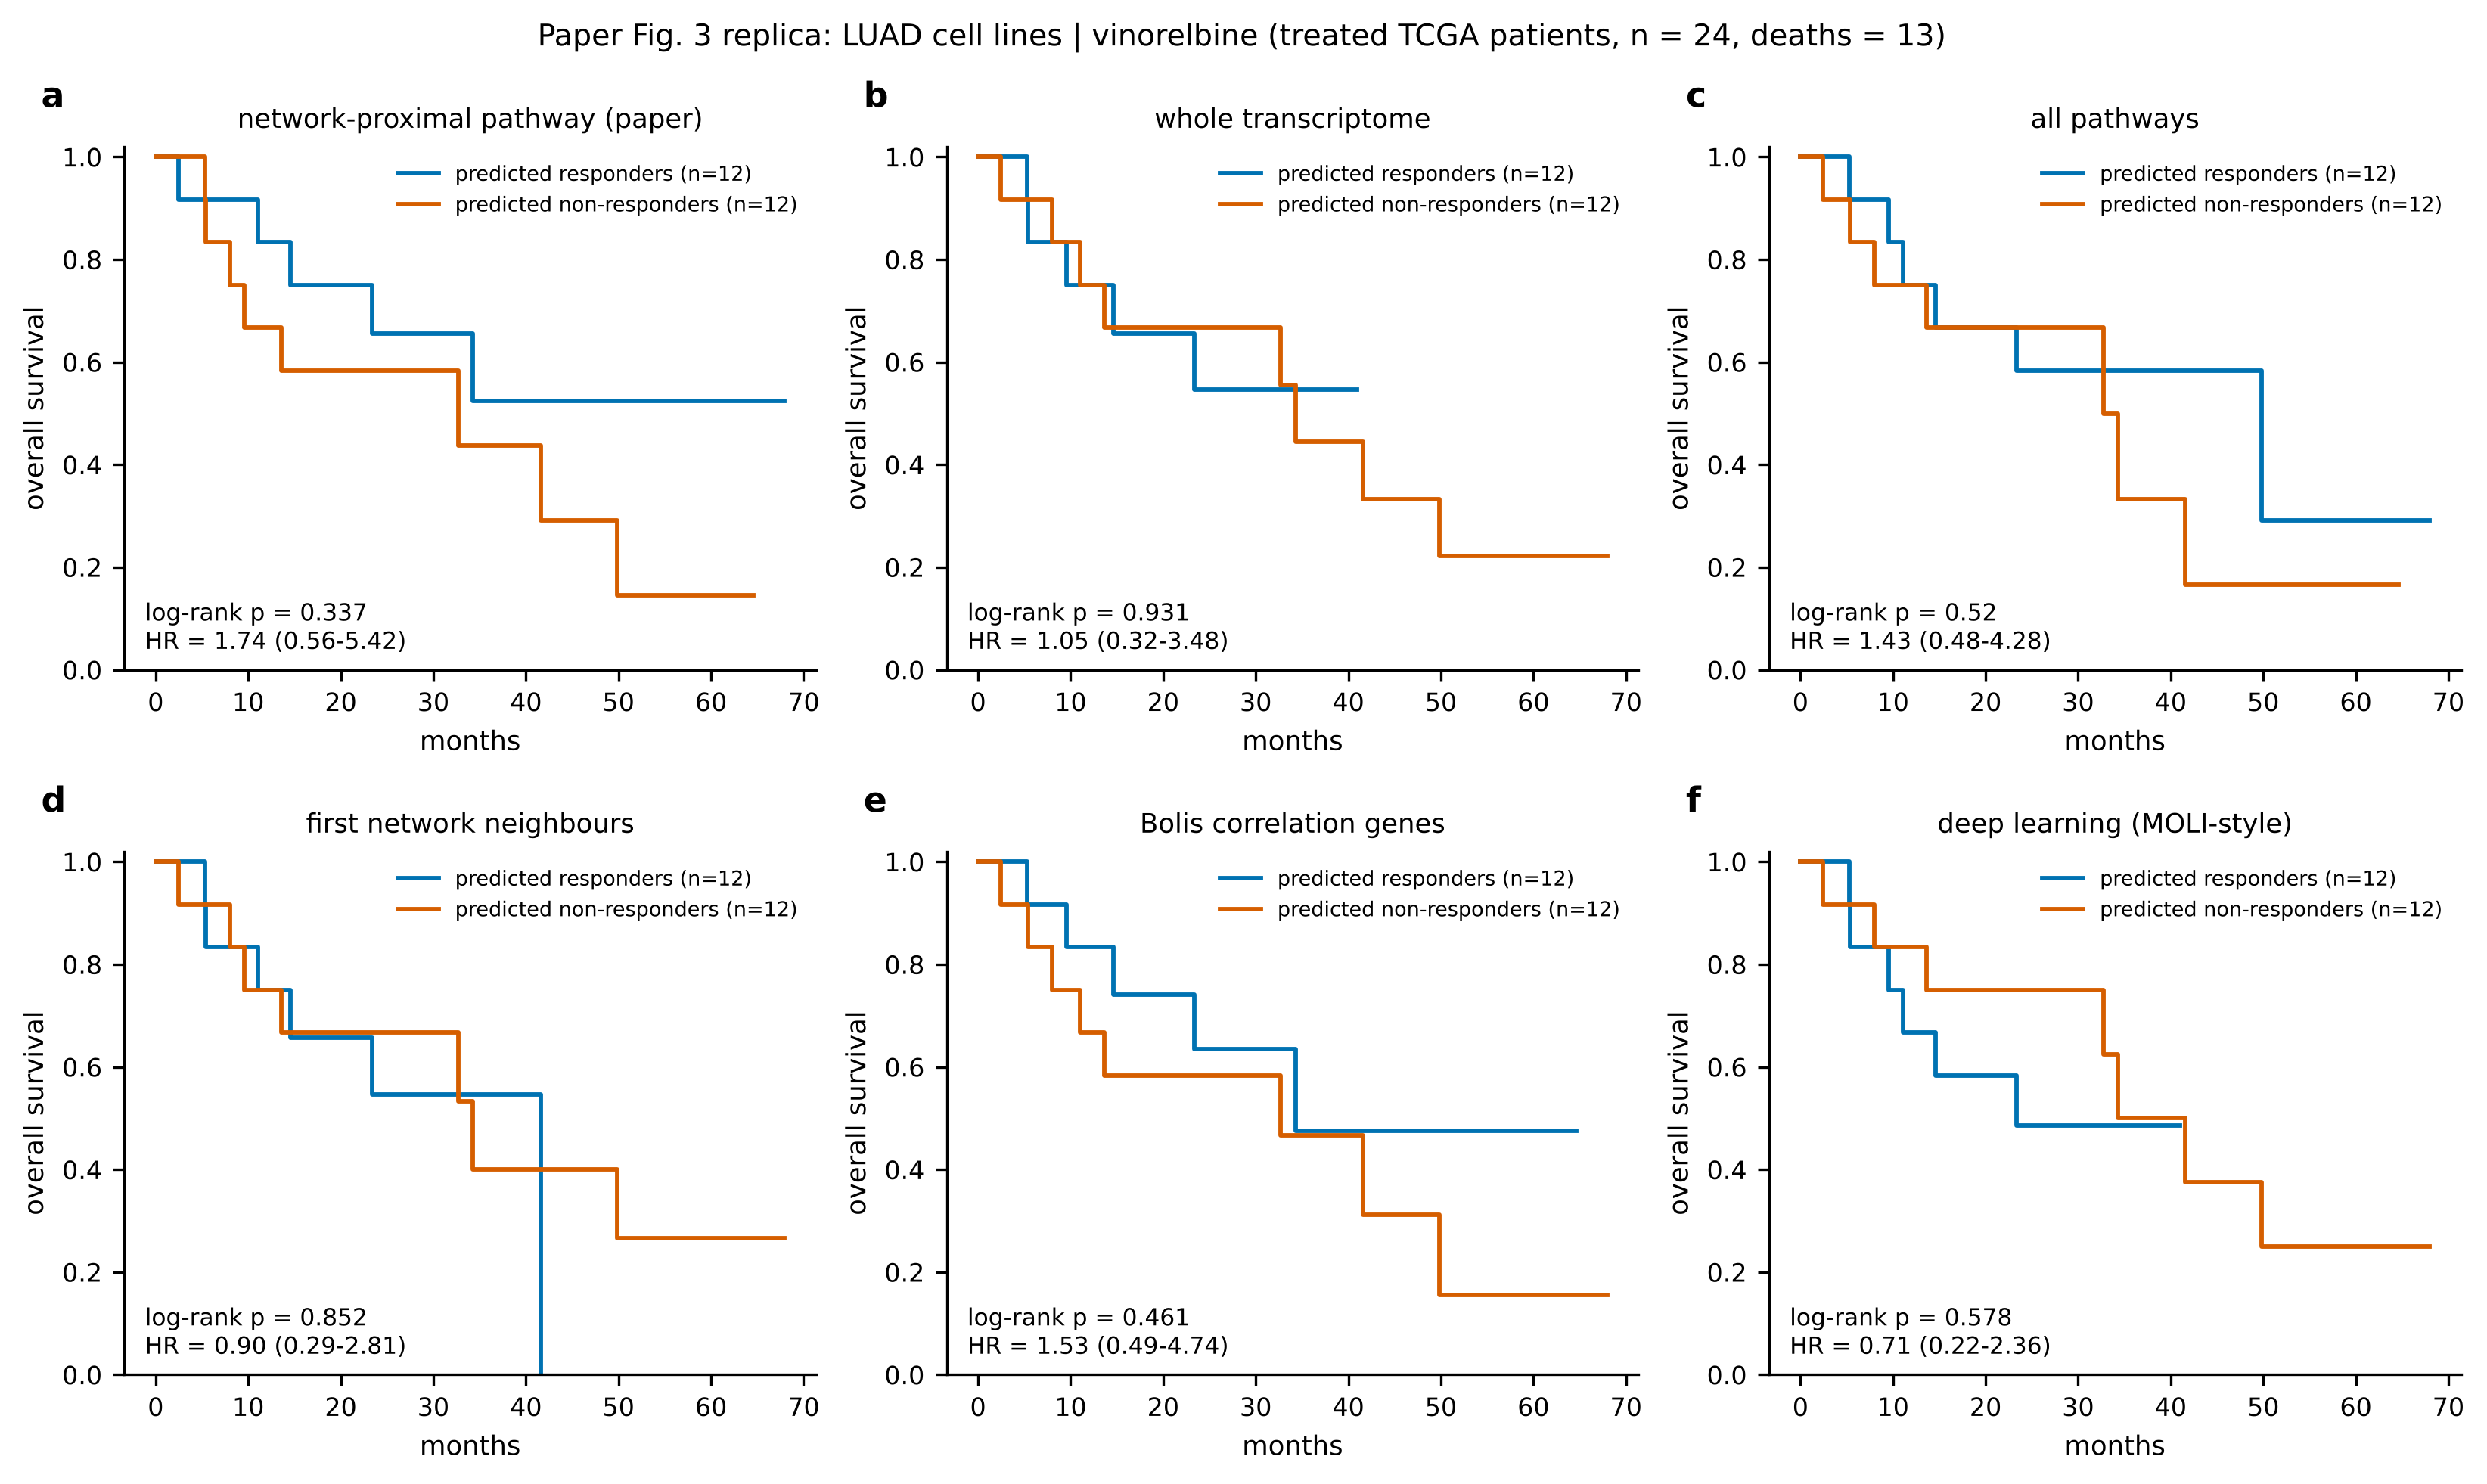 Paper Fig. 3 replica: LUAD cell lines | vinorelbine (treated TCGA patients, n = 24, deaths = 13)
a
network-proximal pathway (paper)
predicted responders (n=12)
predicted non-responders (n=12)
overall survival
1.0
0.8
0.6
0.4
0.2
0.0
log-rank p = 0.337
HR = 1.74 (0.56-5.42)
0 10 20 30 40 50 60 70
months
b
whole transcriptome
predicted responders (n=12)
predicted non-responders (n=12)
overall survival
1.0
0.8
0.6
0.4
0.2
0.0
log-rank p = 0.931
HR = 1.05 (0.32-3.48)
0 10 20 30 40 50 60 70
months
c
all pathways
predicted responders (n=12)
predicted non-responders (n=12)
overall survival
1.0
0.8
0.6
0.4
0.2
0.0
log-rank p = 0.52
HR = 1.43 (0.48-4.28)
0 10 20 30 40 50 60 70
months
d
first network neighbours
predicted responders (n=12)
predicted non-responders (n=12)
overall survival
1.0
0.8
0.6
0.4
0.2
0.0
log-rank p = 0.852
HR = 0.90 (0.29-2.81)
0 10 20 30 40 50 60 70
months
e
Bolis correlation genes
predicted responders (n=12)
predicted non-responders (n=12)
overall survival
1.0
0.8
0.6
0.4
0.2
0.0
log-rank p = 0.461
HR = 1.53 (0.49-4.74)
0 10 20 30 40 50 60 70
months
f
deep learning (MOLI-style)
predicted responders (n=12)
predicted non-responders (n=12)
overall survival
1.0
0.8
0.6
0.4
0.2
0.0
log-rank p = 0.578
HR = 0.71 (0.22-2.36)
0 10 20 30 40 50 60 70
months